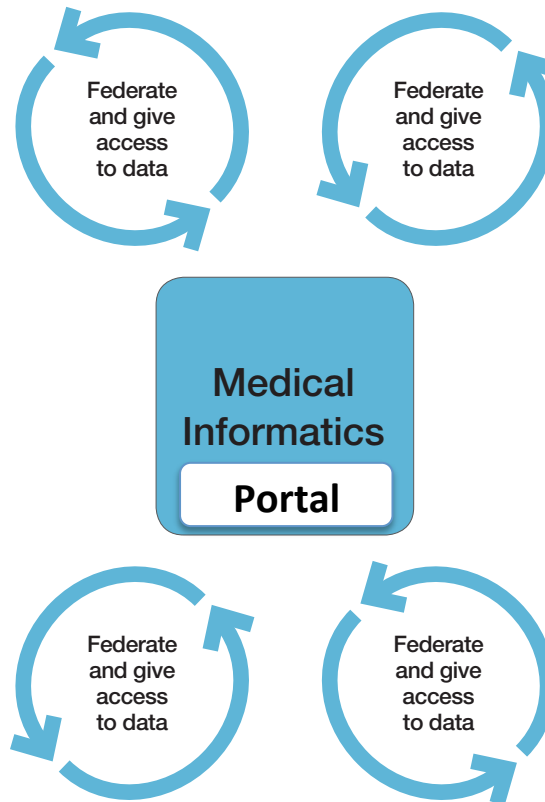 Federate
and give
access
to data
Federate
and give
access
to data
Medical
Informatics
Portal
Federate
and give
access
to data
Federate
and give
access
to data